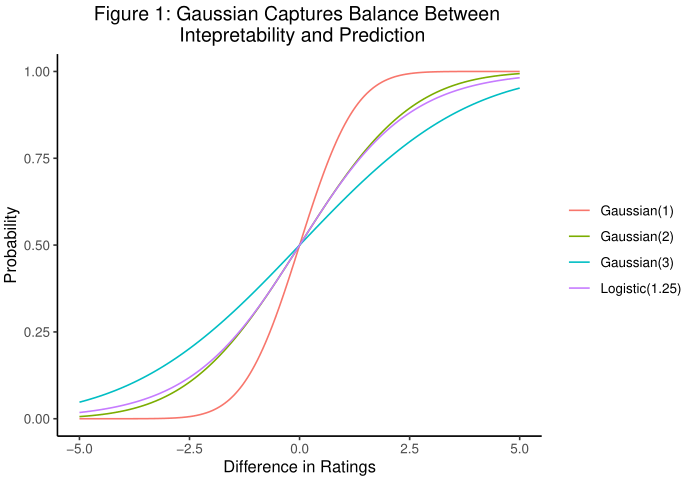 Figure 1: Gaussian Captures Balance Between
Intepretability and Prediction
1.00
0.75
0.50
0.25
0.00
Probability
−5.0
−2.5
0.0
2.5
5.0
Difference in Ratings
Gaussian(1)
Gaussian(2)
Gaussian(3)
Logistic(1.25)